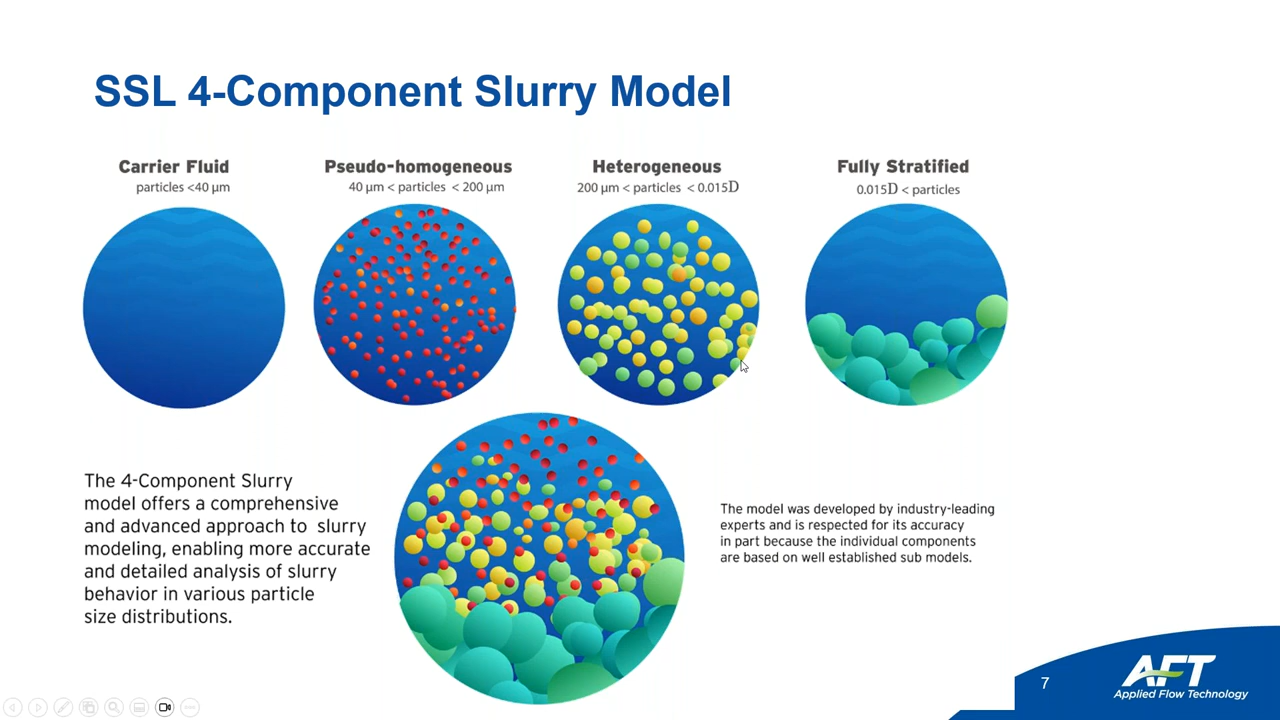 SSL 4-Component Slurry Model
Carrier Fluid
particles <40 µm
Pseudo-homogeneous
40 µm < particles < 200 µm
Heterogeneous
200 µm < particles < 0.015D
Fully Stratified
0.015D < particles
The 4-Component Slurry
model offers a comprehensive
and advanced approach to slurry
modeling, enabling more accurate
and detailed analysis of slurry
behavior in various particle
size distributions.
The model was developed by industry-leading
experts and is respected for its accuracy
in part because the individual components
are based on well established sub models.
7
AFT
Applied Flow Technology